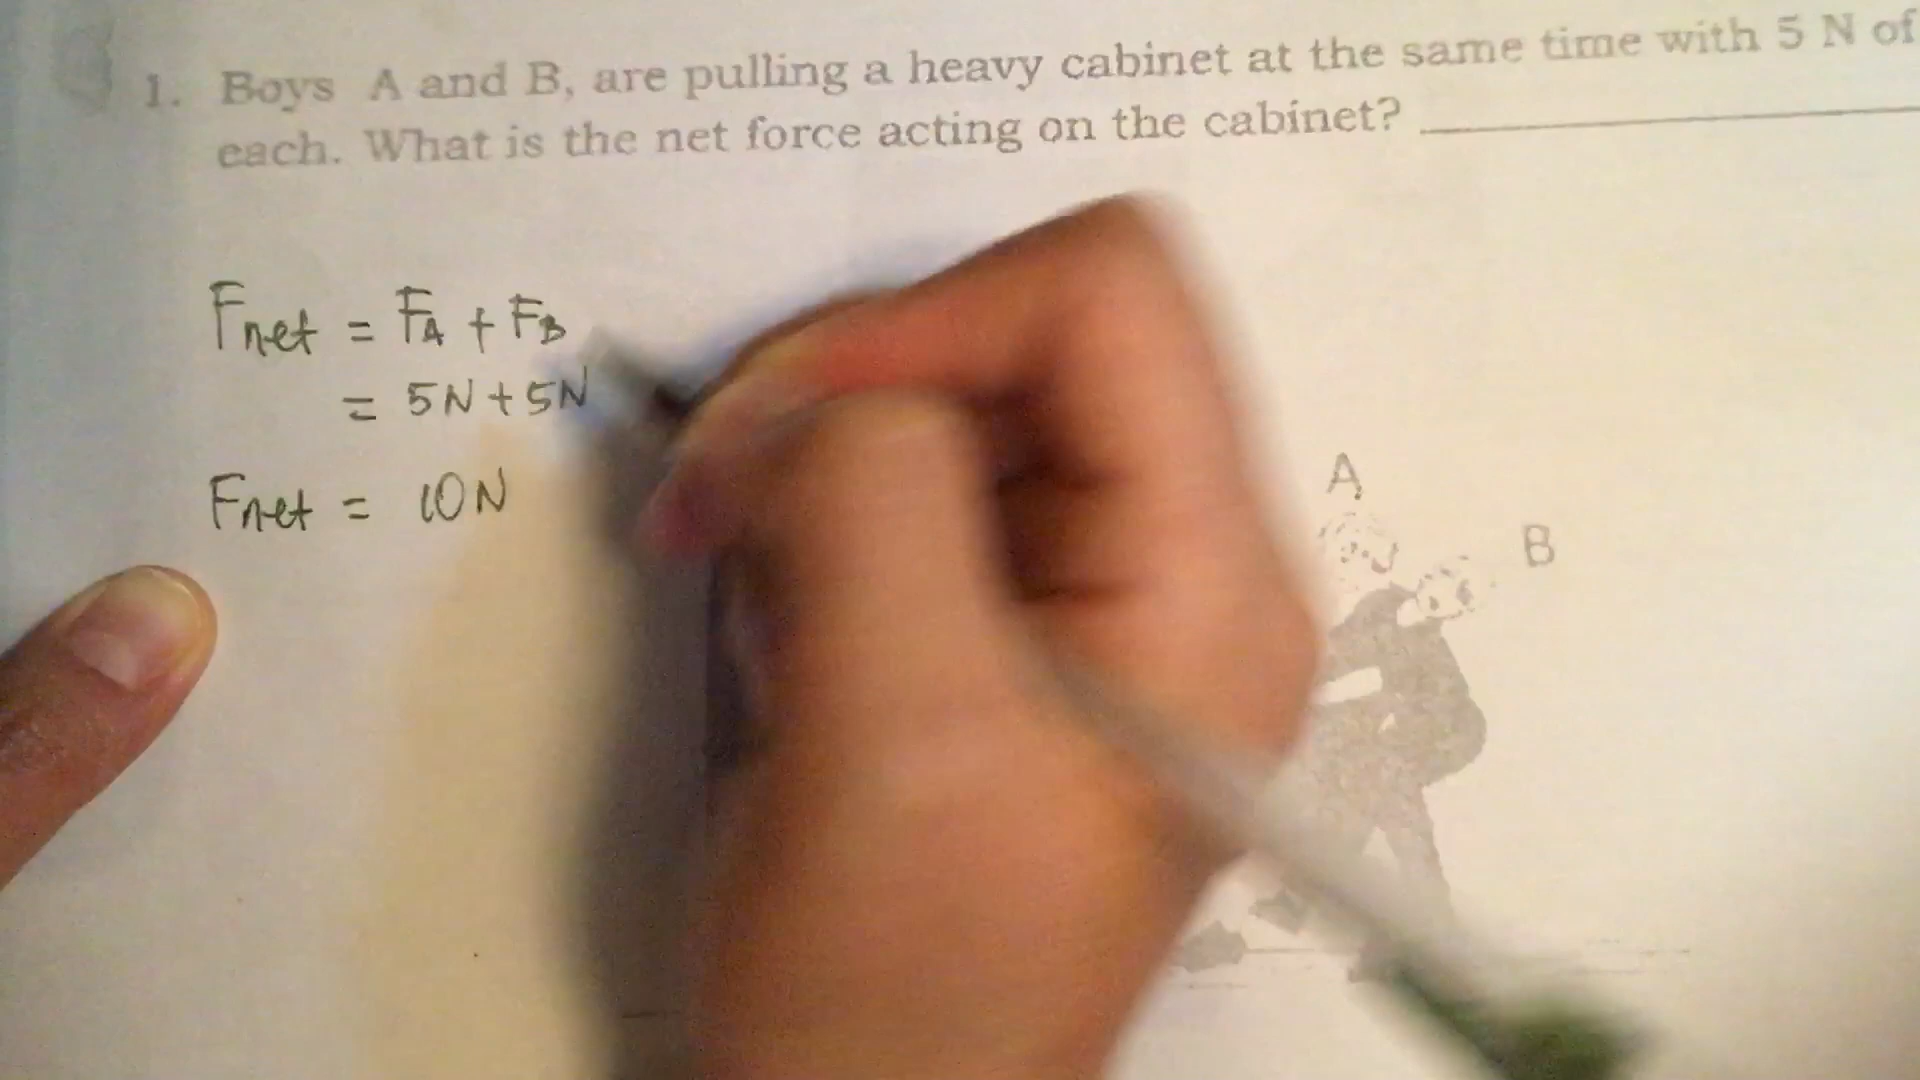 1. Boys A and B, are pulling a heavy cabinet at the same time with 5 N of
each. What is the net force acting on the cabinet?
Fnet = FA + FB
= 5N + 5N
Fnet = 10N
A
B